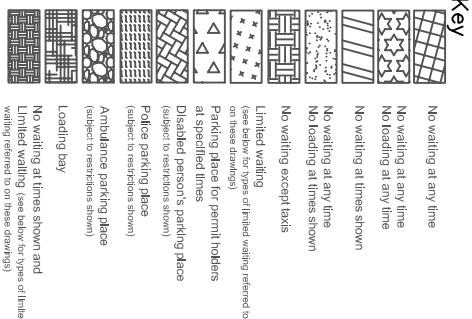 Key
No waiting at any time
No waiting at any time
No loading at any time
No waiting at times shown
No waiting at any time
No loading at times shown
No waiting except taxis
Limited waiting
(see below for types of limited waiting referred to
on these drawings)
Parking place for permit holders
at specified times
Disabled person's parking place
(subject to restrictions shown)
Police parking place
(subject to restrictions shown)
Ambulance parking place
(subject to restrictions shown)
Loading bay
No waiting at times shown and
Limited waiting (see below for types of limite
waiting referred to on these drawings)